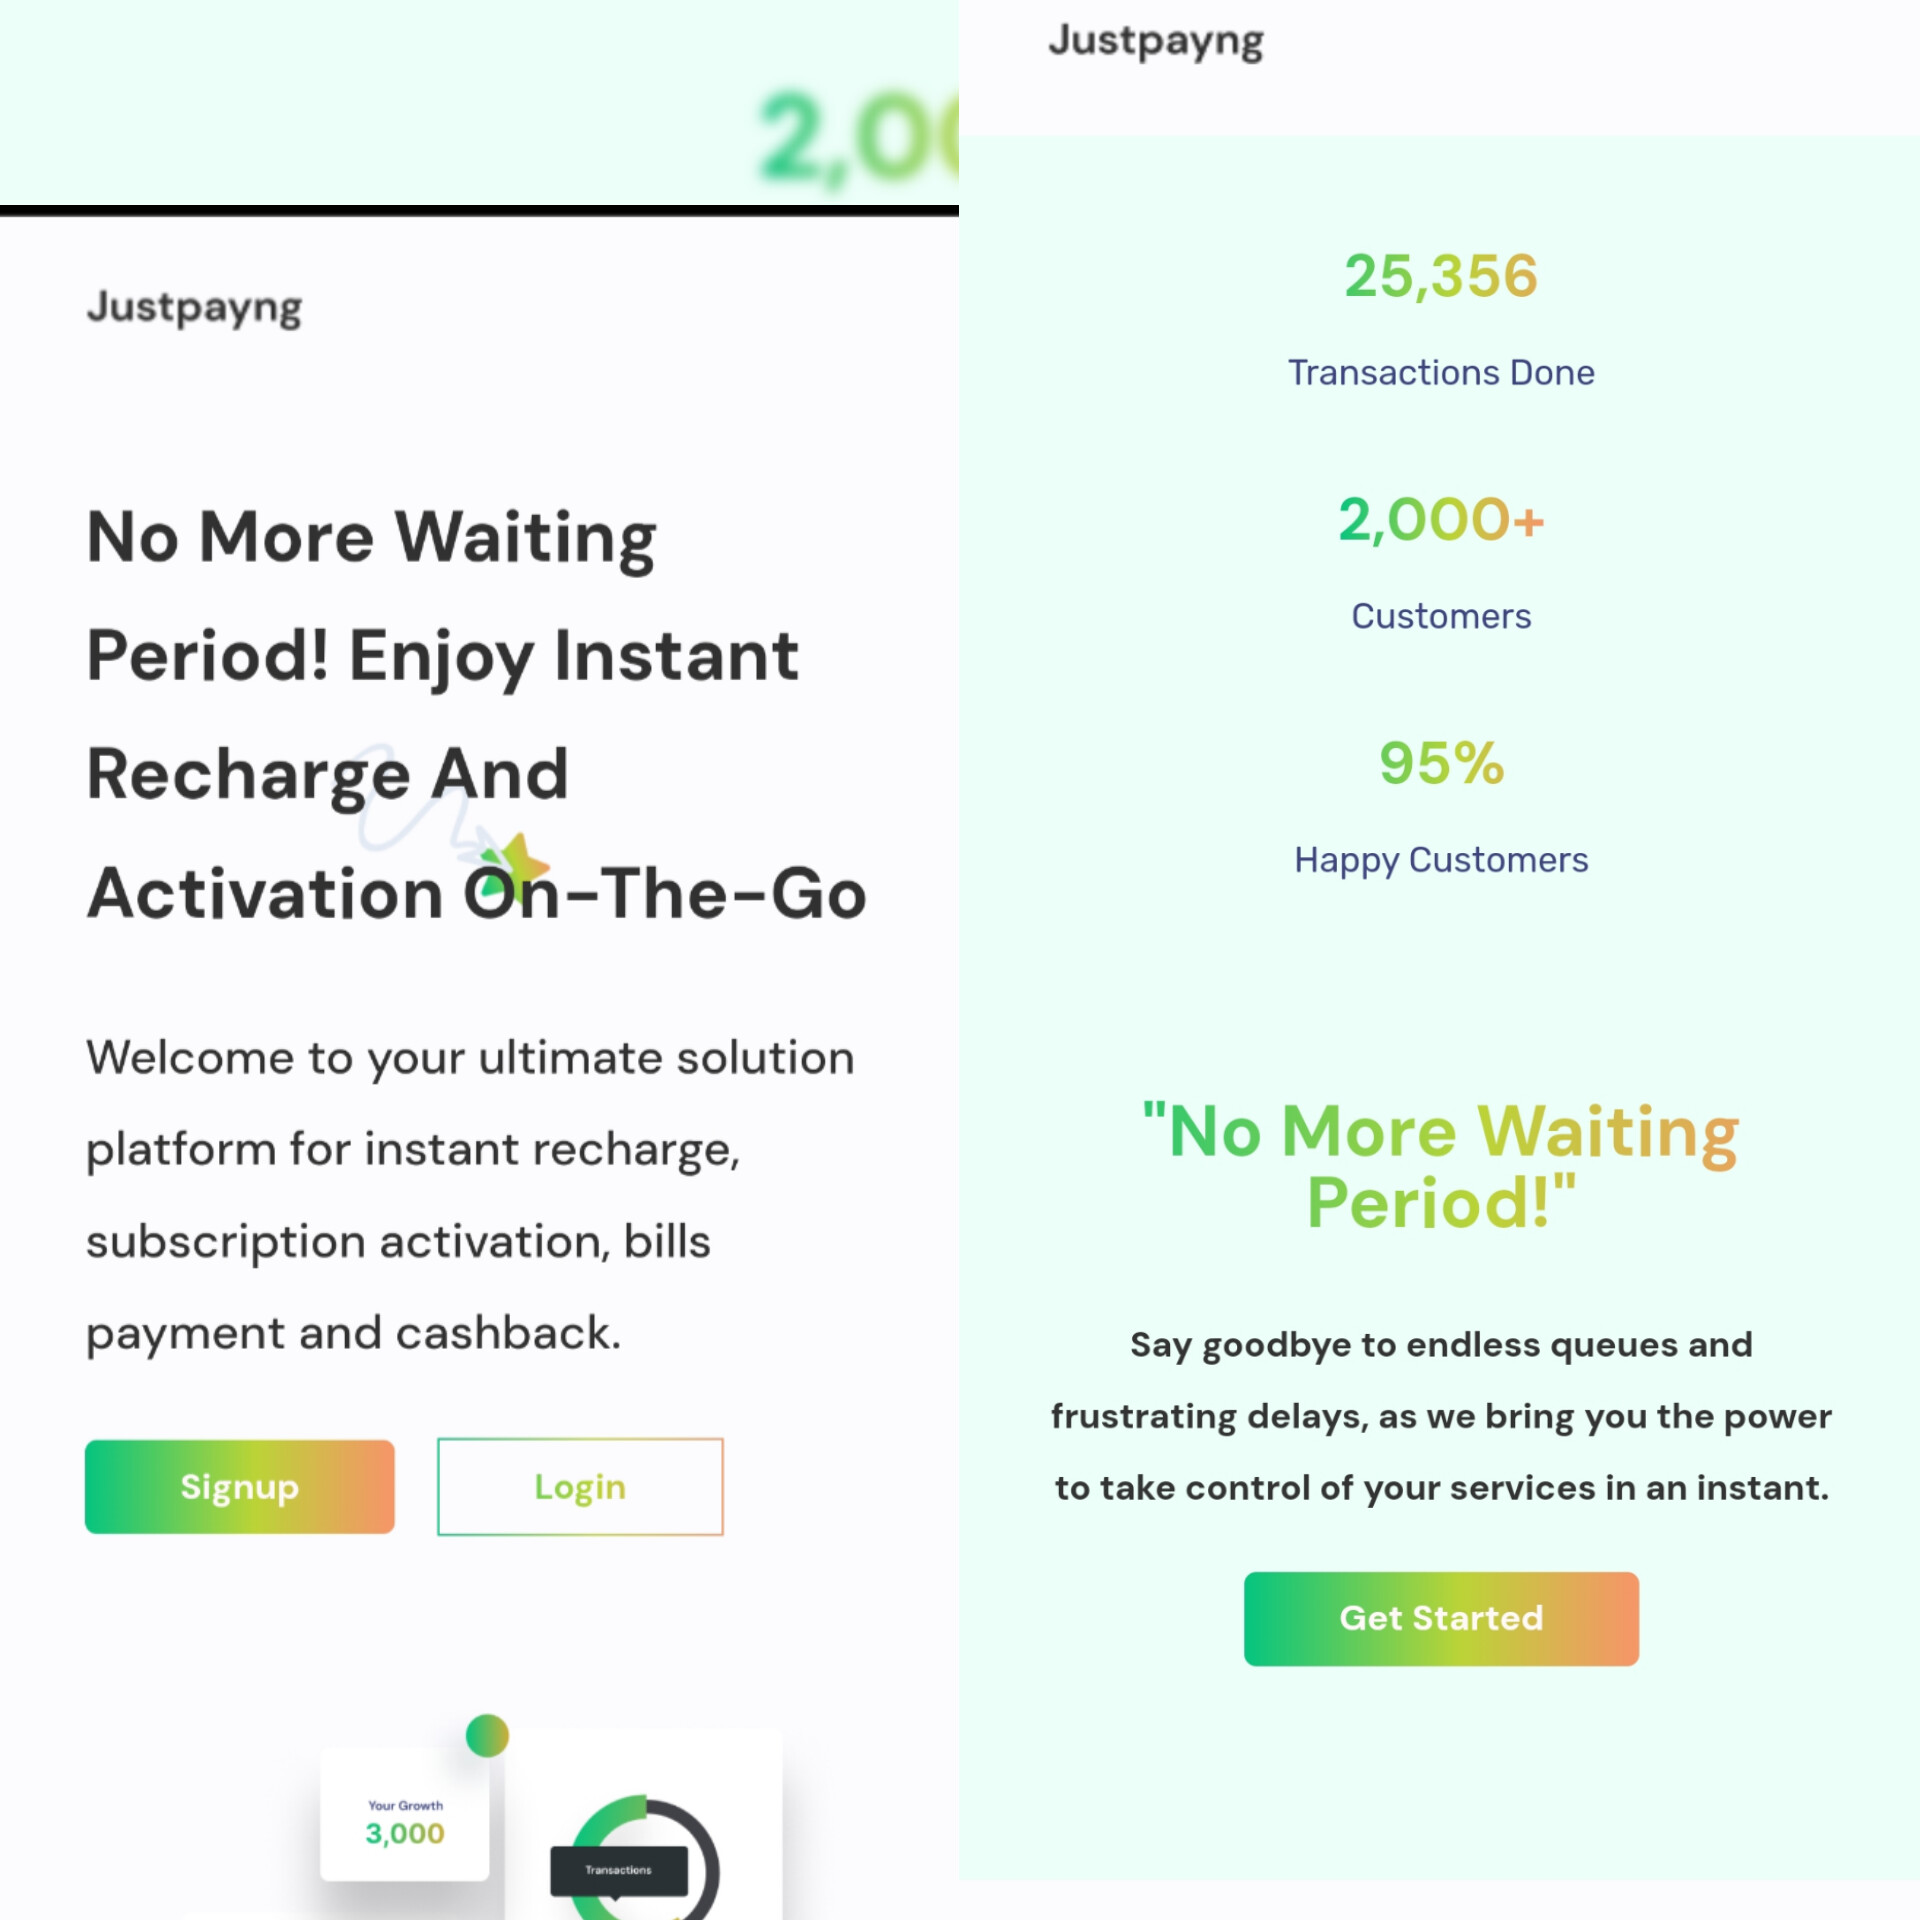 2,00
Justpayng
No More Waiting
Period! Enjoy Instant
Recharge And
Activation On-The-Go
Welcome to your ultimate solution
platform for instant recharge,
subscription activation, bills
payment and cashback.
Signup
Login
Your Growth
3,000
Transactions
Justpayng
25,356
Transactions Done
2,000+
Customers
95%
Happy Customers
"No More Waiting
Period!"
Say goodbye to endless queues and
frustrating delays, as we bring you the power
to take control of your services in an instant.
Get Started